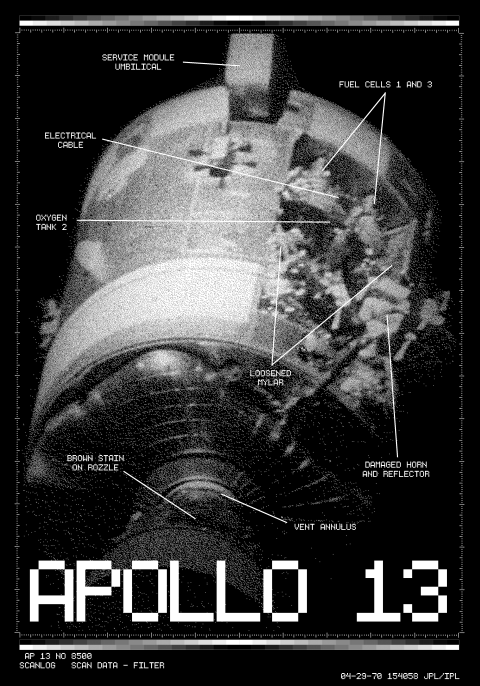 SERVICE MODULE
UMBILICAL
FUEL CELLS 1 AND 3
ELECTRICAL
CABLE
OXYGEN
TANK 2
LOOSENED
MYLAR
BROWN STAIN
ON ROZZLE
DAMAGED HORN
AND REFLECTOR
VENT ANNULUS
APOLLO 13
AP 13 NO 8500
SCANLOG SCAN DATA - FILTER
04-29-70 154058 JPL/IPL